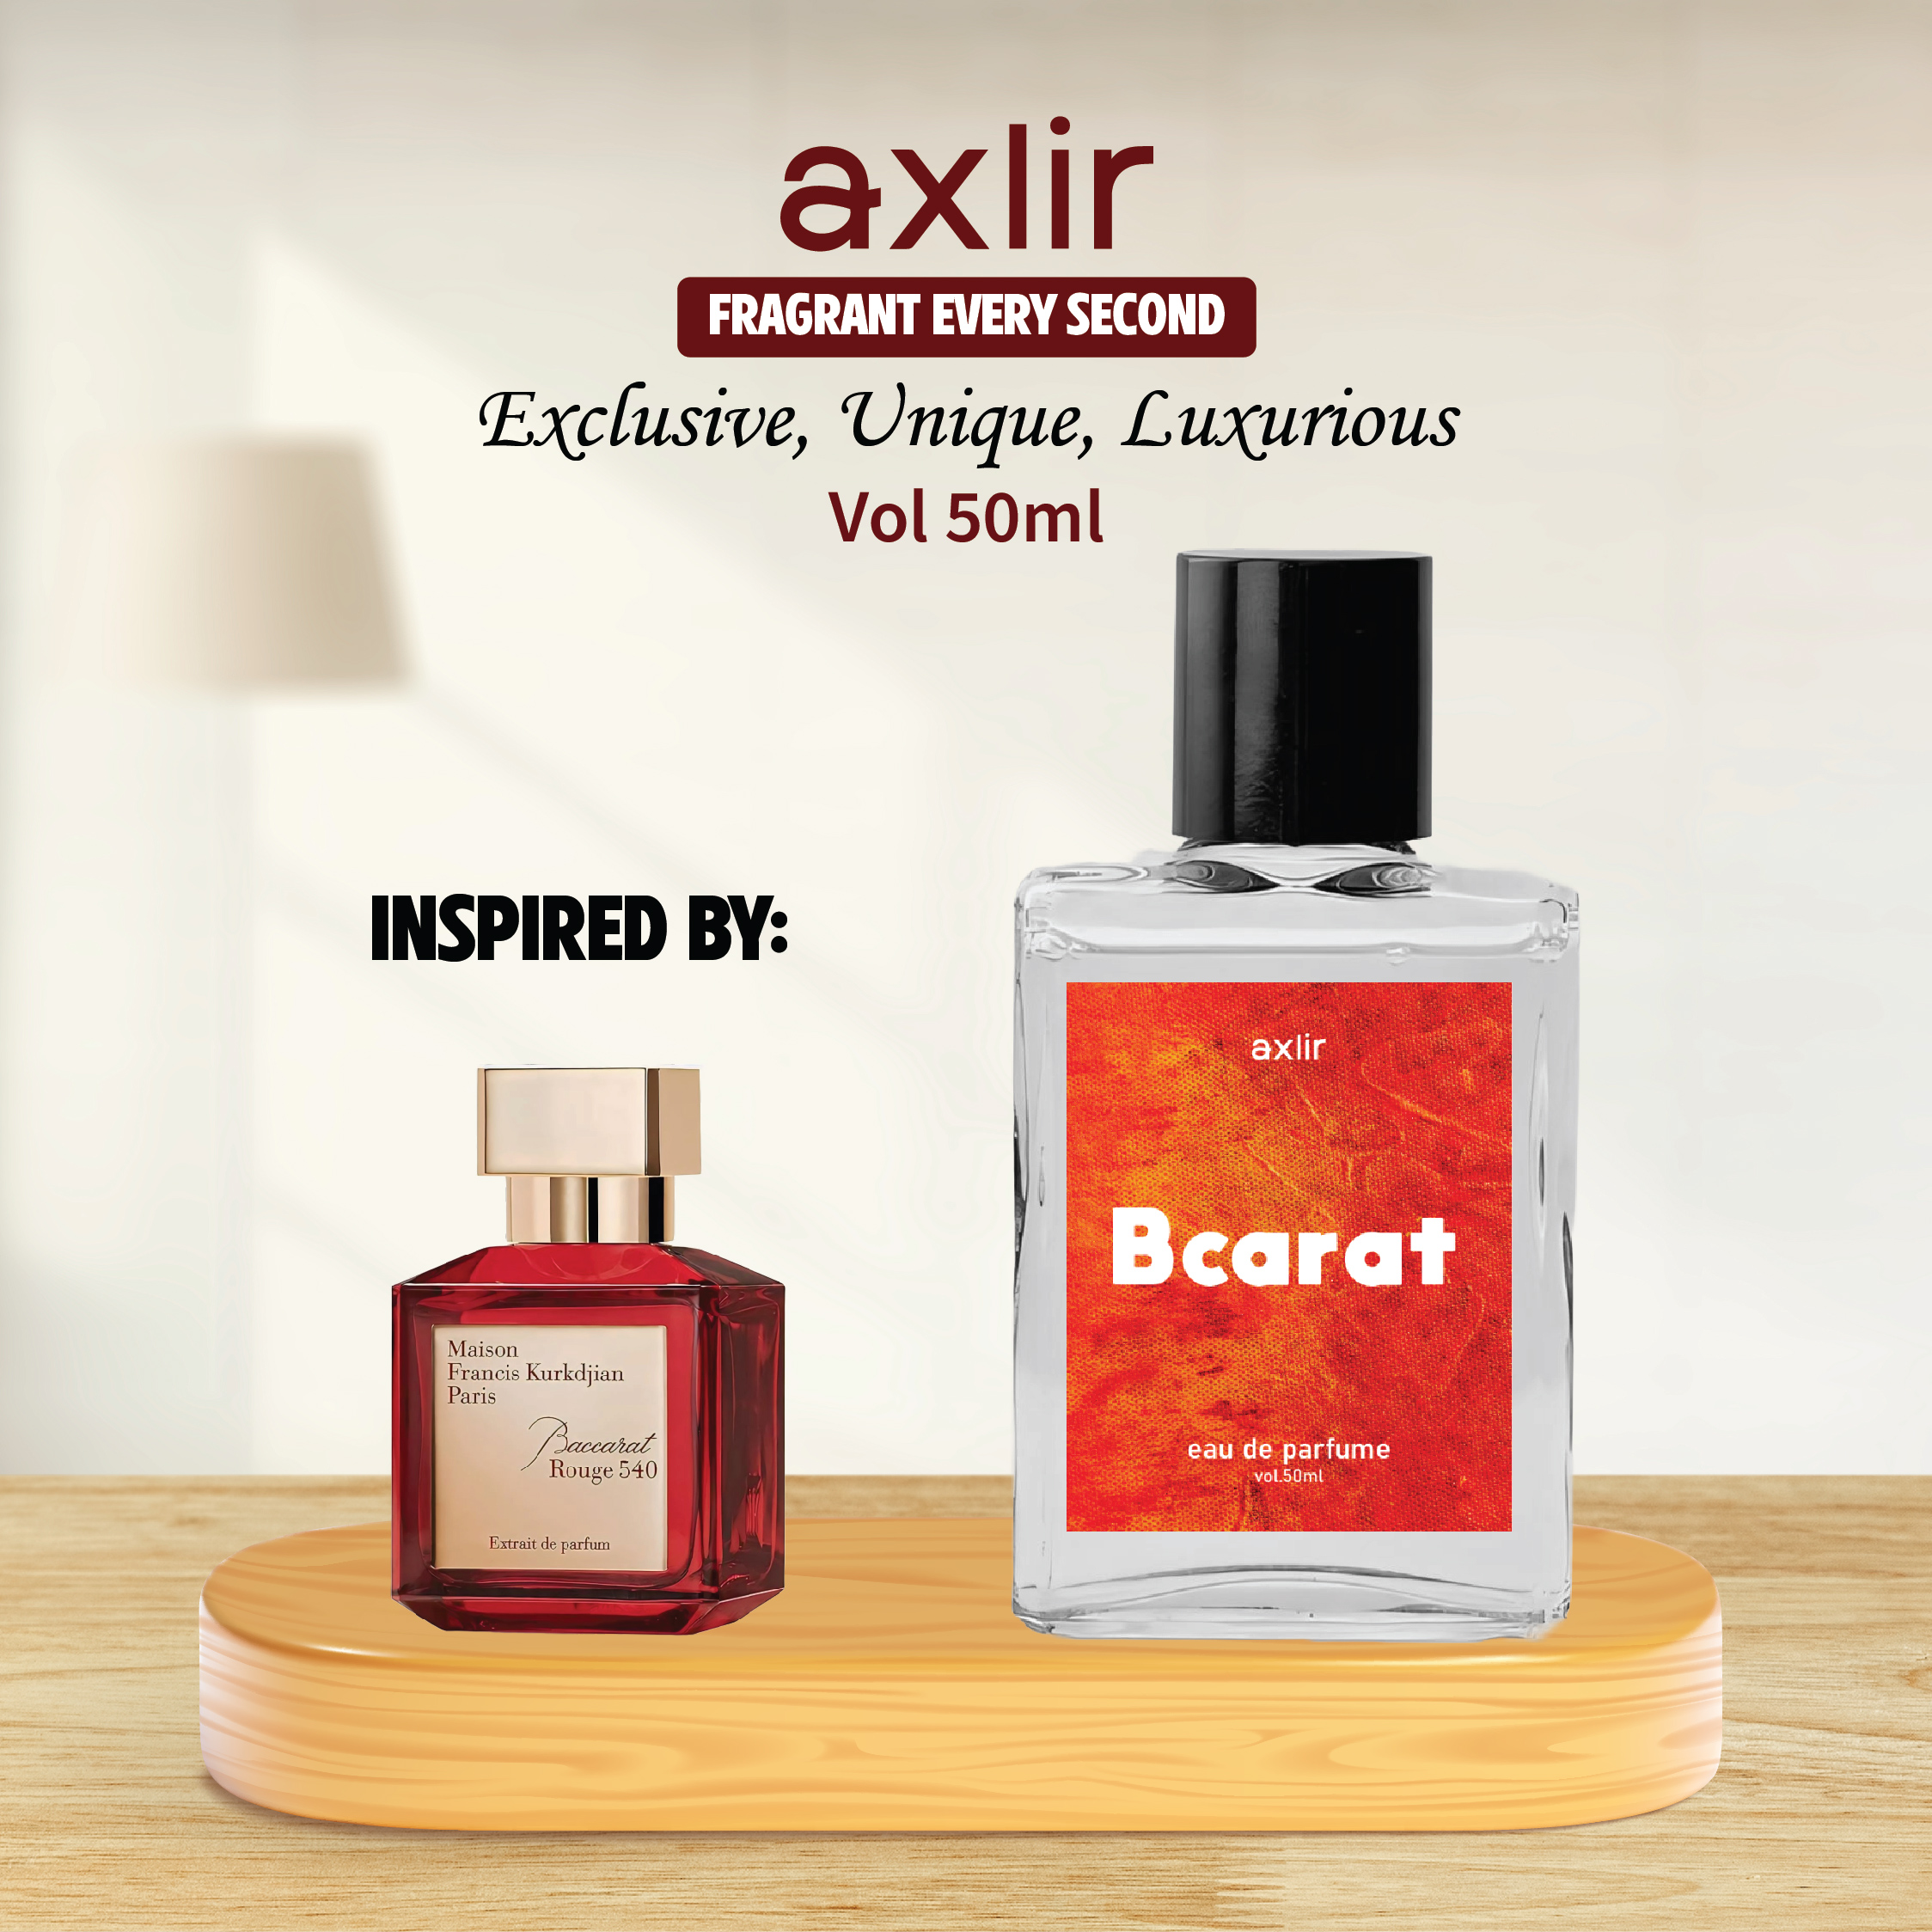 axlir
FRAGRANT EVERY SECOND
Exclusive, Unique, Luxurious
Vol 50ml
INSPIRED BY:
Maison
Francis Kurkdjian
Paris
Baccarat
Rouge 540
Extrait de parfum
axlir
Bcarat
eau de parfume
vol.50ml